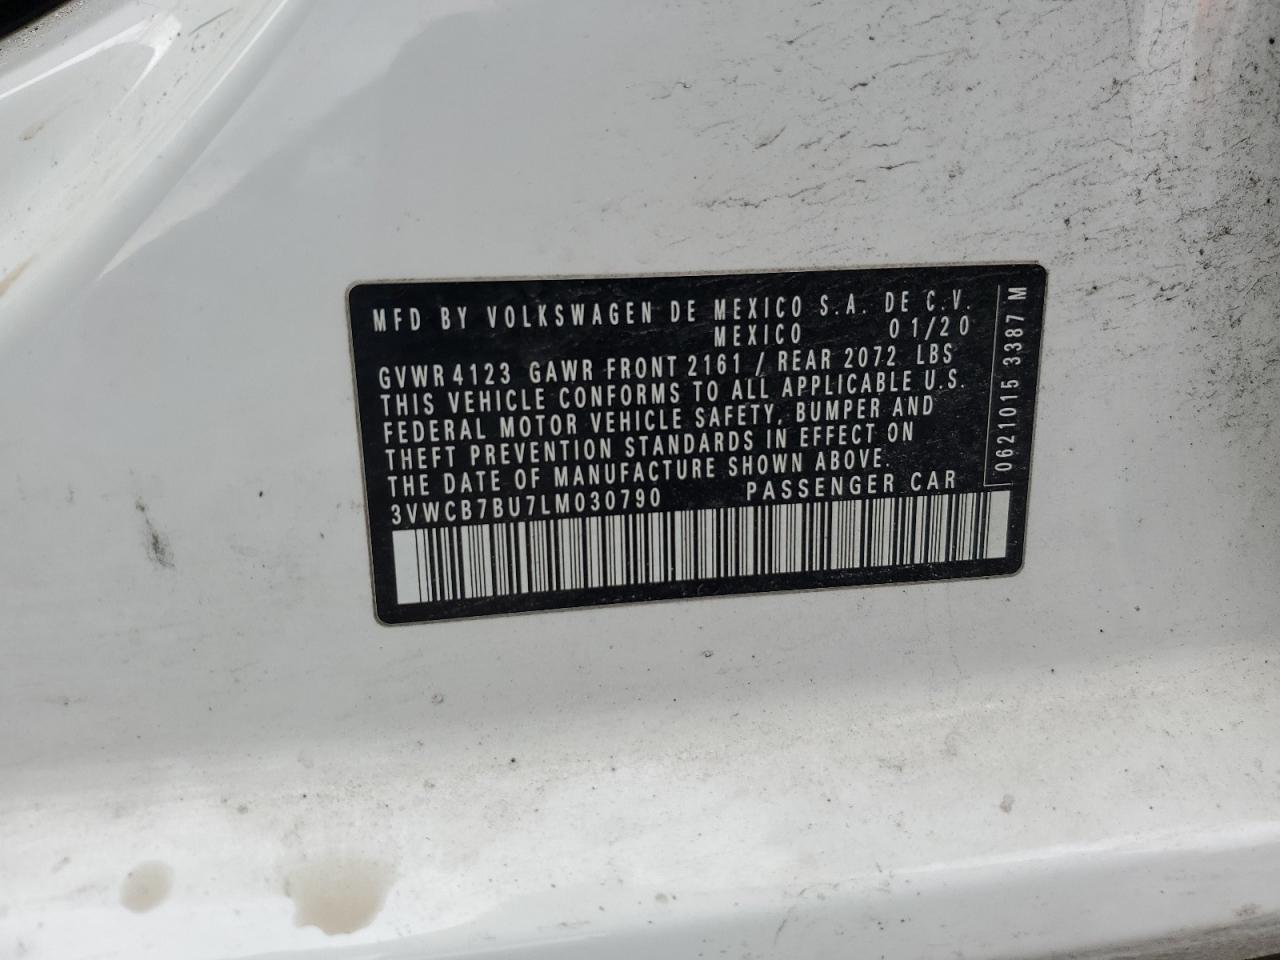 MFD BY VOLKSWAGEN DE MEXICO S.A. DE C.V.
MEXICO 01/20
GVWR 4123 GAWR FRONT 2161 / REAR 2072 LBS
THIS VEHICLE CONFORMS TO ALL APPLICABLE U.S.
FEDERAL MOTOR VEHICLE SAFETY, BUMPER AND
THEFT PREVENTION STANDARDS IN EFFECT ON
THE DATE OF MANUFACTURE SHOWN ABOVE.
3VWCB7BU7LM030790 PASSENGER CAR
0621015 3387 M